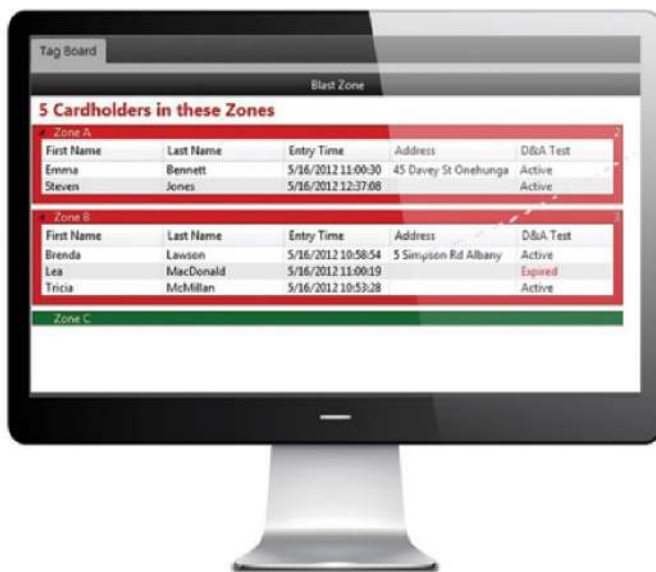 Tag Board
Blast Zone
5 Cardholders in these Zones
Zone A 2
First Name Last Name Entry Time Address D&A Test
Emma Bennett 5/16/2012 11:00:30 45 Davey St Onehunga Active
Steven Jones 5/16/2012 12:37:08 Active
Zone B 3
First Name Last Name Entry Time Address D&A Test
Brenda Lawson 5/16/2012 10:58:54 5 Simpson Rd Albany Active
Lea MacDonald 5/16/2012 11:00:19 Expired
Tricia McMillan 5/16/2012 10:53:28 Active
Zone C